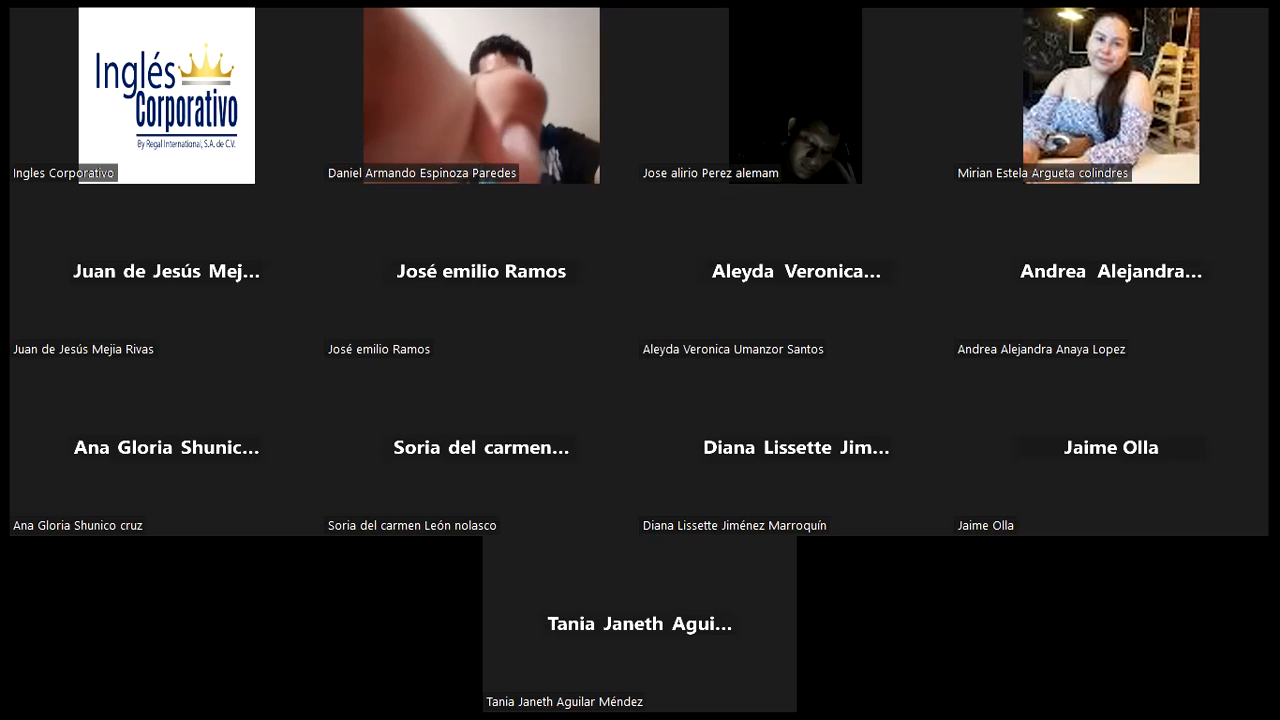 Inglés
Corporativo
By Regal International, S.A. de C.V.
Ingles Corporativo
Daniel Armando Espinoza Paredes
Jose alirio Perez alemam
Mirian Estela Argueta colindres
Juan de Jesús Mej...
José emilio Ramos
Aleyda Veronica...
Andrea Alejandra...
Juan de Jesús Mejia Rivas
José emilio Ramos
Aleyda Veronica Umanzor Santos
Andrea Alejandra Anaya Lopez
Ana Gloria Shunic...
Soria del carmen...
Diana Lissette Jim...
Jaime Olla
Ana Gloria Shunico cruz
Soria del carmen León nolasco
Diana Lissette Jiménez Marroquín
Jaime Olla
Tania Janeth Agui...
Tania Janeth Aguilar Méndez